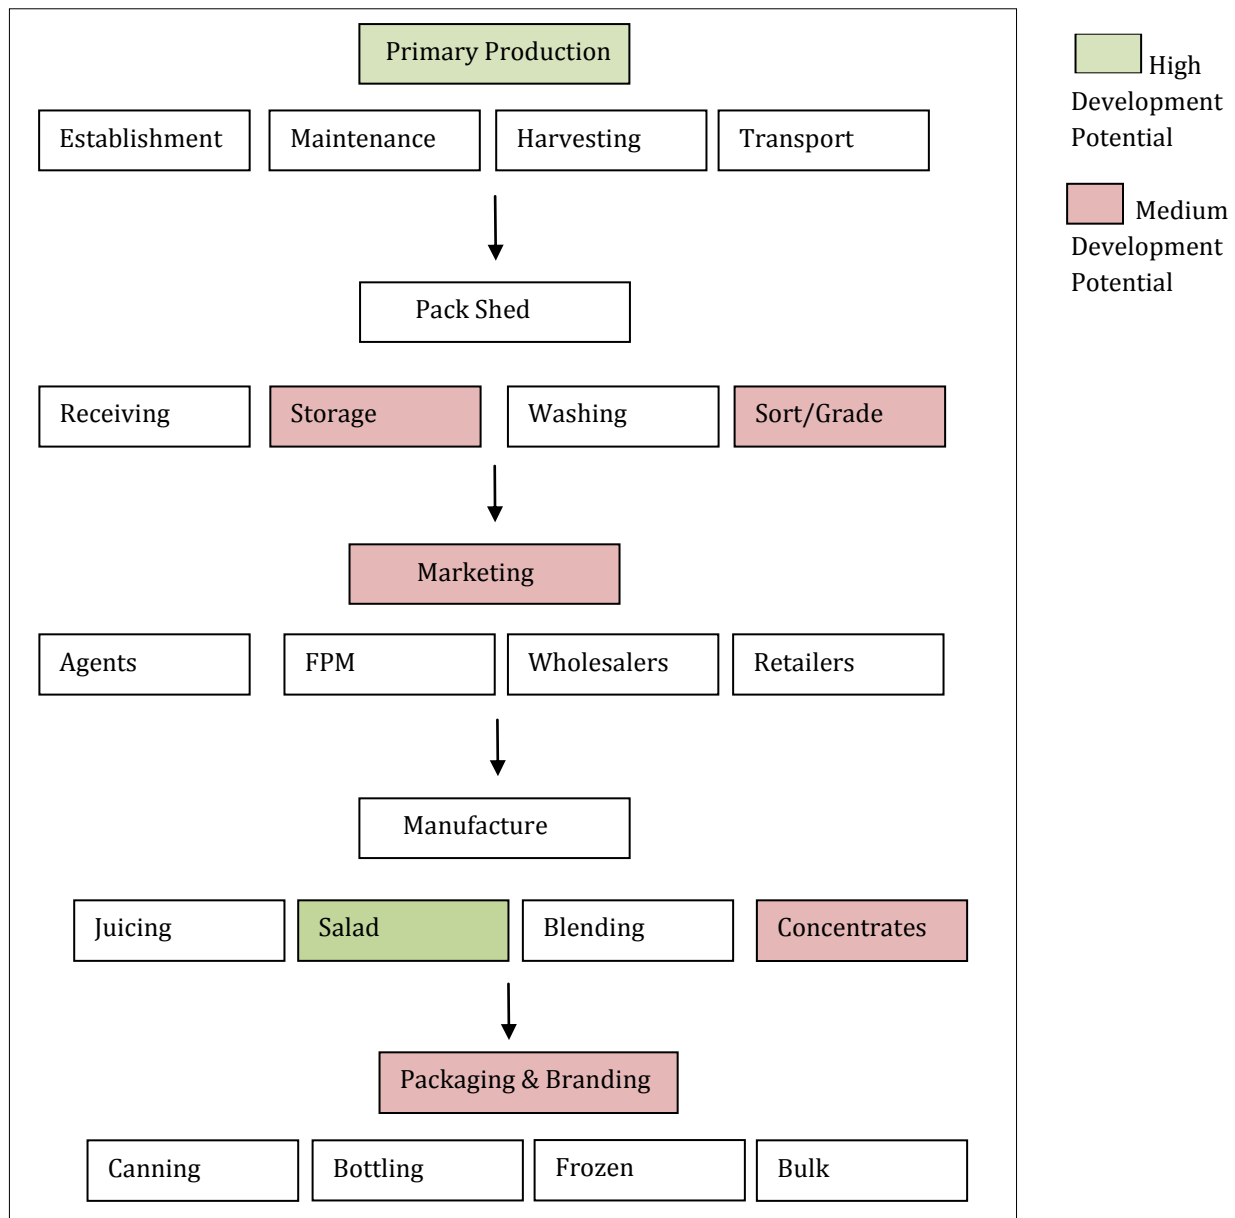 Primary Production
Establishment
Maintenance
Harvesting
Transport
Pack Shed
Receiving
Storage
Washing
Sort/Grade
Marketing
Agents
FPM
Wholesalers
Retailers
Manufacture
Juicing
Salad
Blending
Concentrates
Packaging & Branding
Canning
Bottling
Frozen
Bulk
High
Development
Potential
Medium
Development
Potential